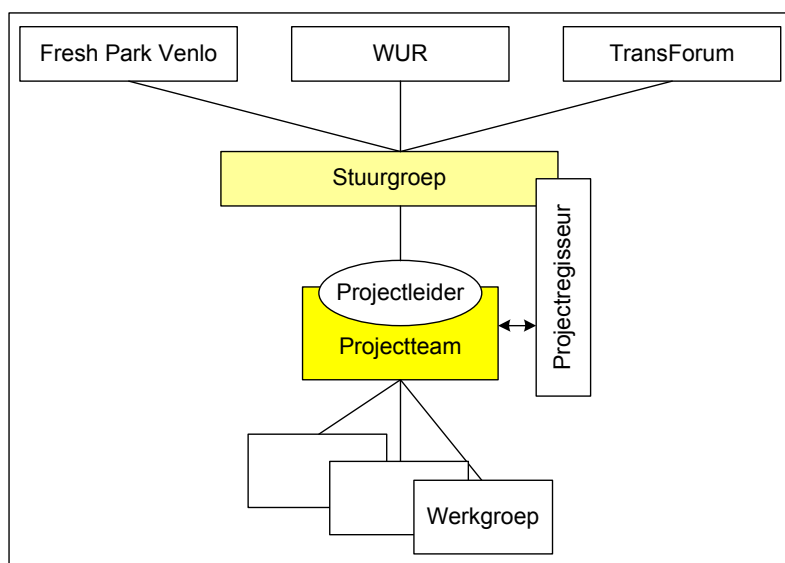 Fresh Park Venlo
WUR
TransForum
Stuurgroep
Projectregisseur
Projectleider
Projectteam
Werkgroep